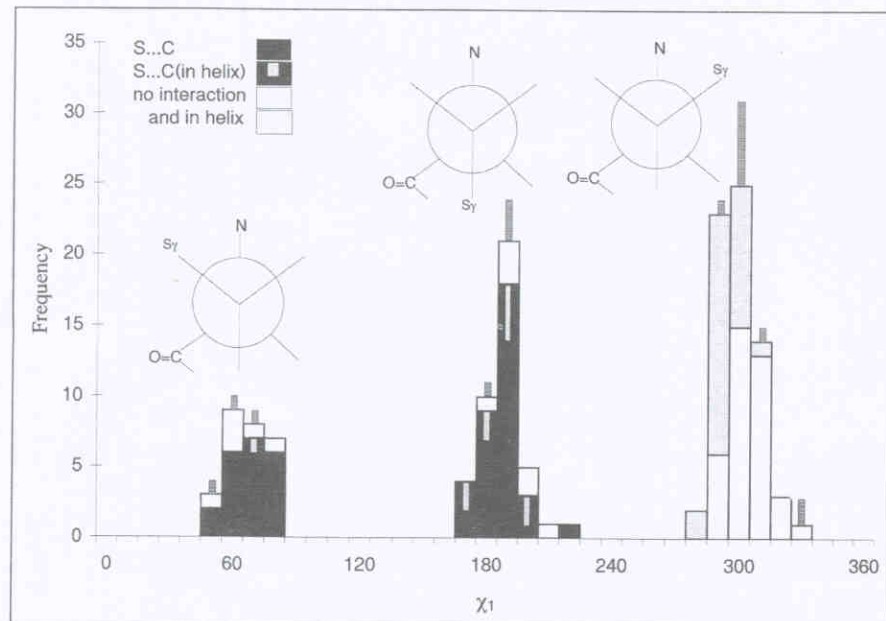 35
30
25
20
15
10
5
0
Frequency
S...C
S...C(in helix)
no interaction
and in helix
N
Sγ
O=C
N
O=C
Sγ
N
Sγ
O=C
0 60 120 180 240 300 360
χ1